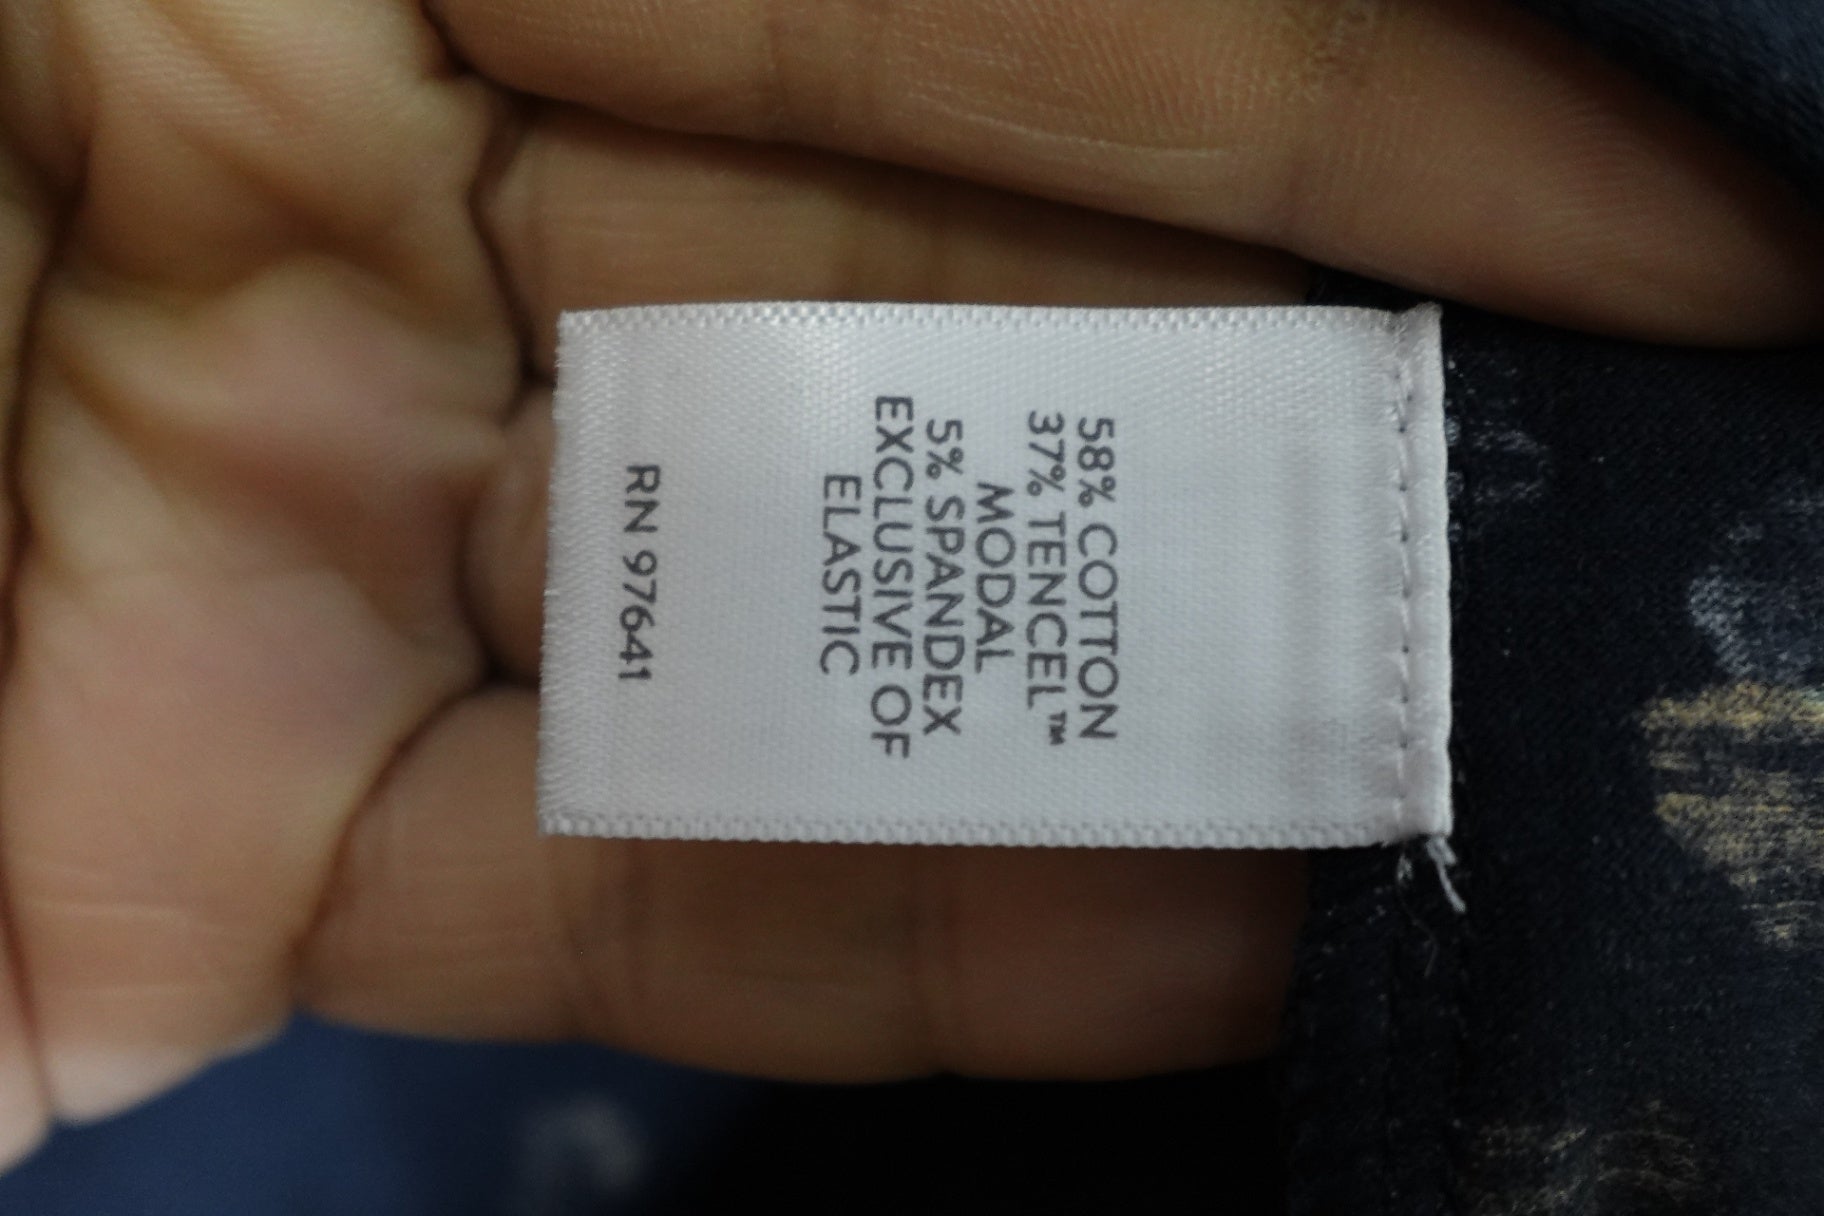 58% COTTON
37% TENCEL™
MODAL
5% SPANDEX
EXCLUSIVE OF
ELASTIC
RN 97641